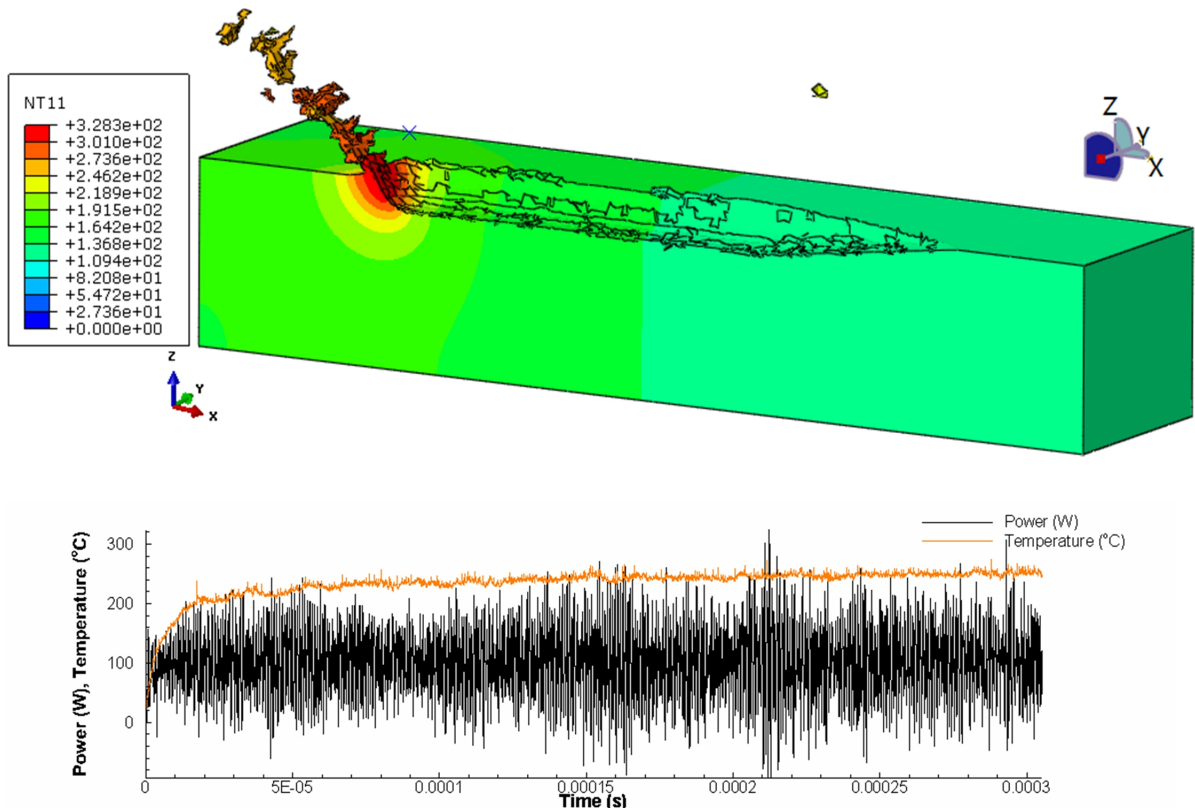 NT11
+3.283e+02
+3.010e+02
+2.736e+02
+2.462e+02
+2.189e+02
+1.915e+02
+1.642e+02
+1.368e+02
+1.094e+02
+8.208e+01
+5.472e+01
+2.736e+01
+0.000e+00
Z
Y
X
Z
Y
X
Power (W)
Temperature (°C)
Power (W), Temperature (°C)
300
200
100
0
0
5E-05
0.0001
0.00015
0.0002
0.00025
0.0003
Time (s)